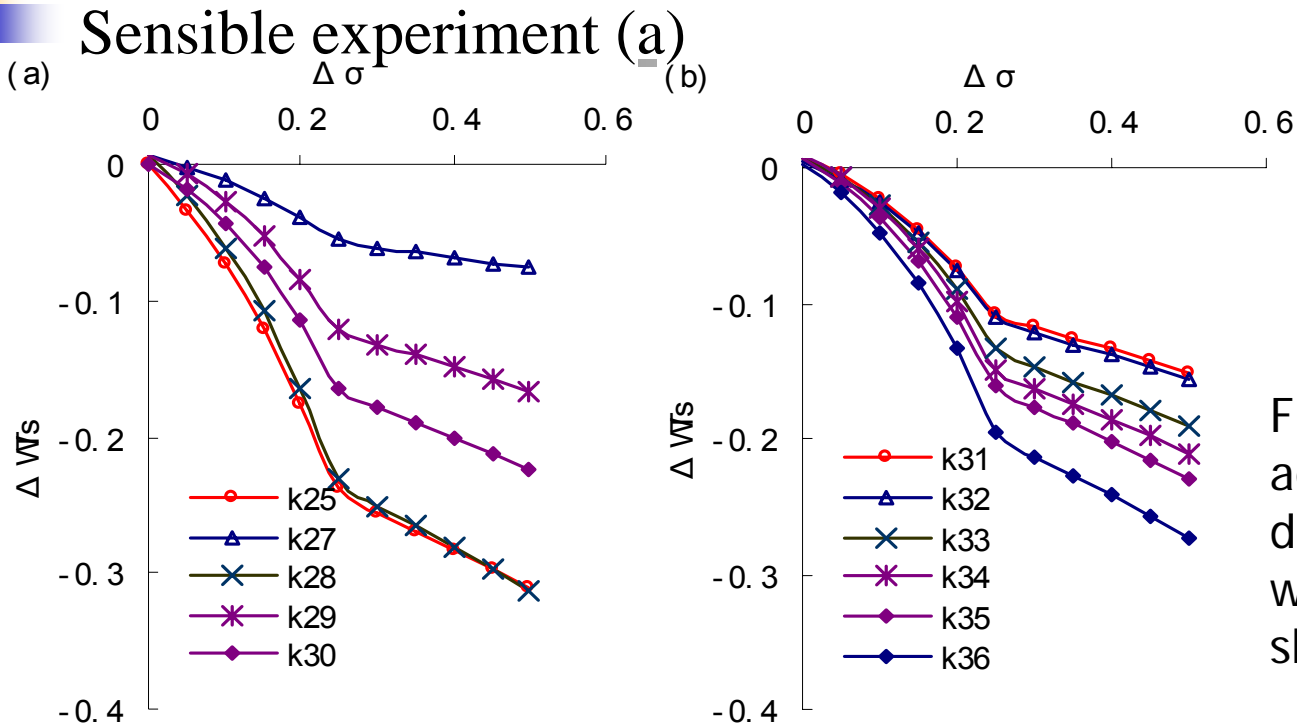 Sensible experiment (a)
(a)
Δ σ
0 0.2 0.4 0.6
0
-0.1
-0.2
-0.3
-0.4
Δ WTs
k25
k27
k28
k29
k30
(b)
Δ σ
0 0.2 0.4 0.6
0
-0.1
-0.2
-0.3
-0.4
Δ WTs
k31
k32
k33
k34
k35
k36
F
d
w